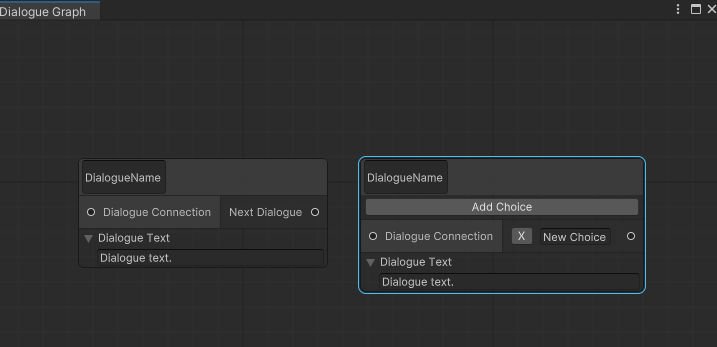 Dialogue Graph
DialogueName
Dialogue Connection Next Dialogue
Dialogue Text
Dialogue text.
DialogueName
Add Choice
Dialogue Connection X New Choice
Dialogue Text
Dialogue text.